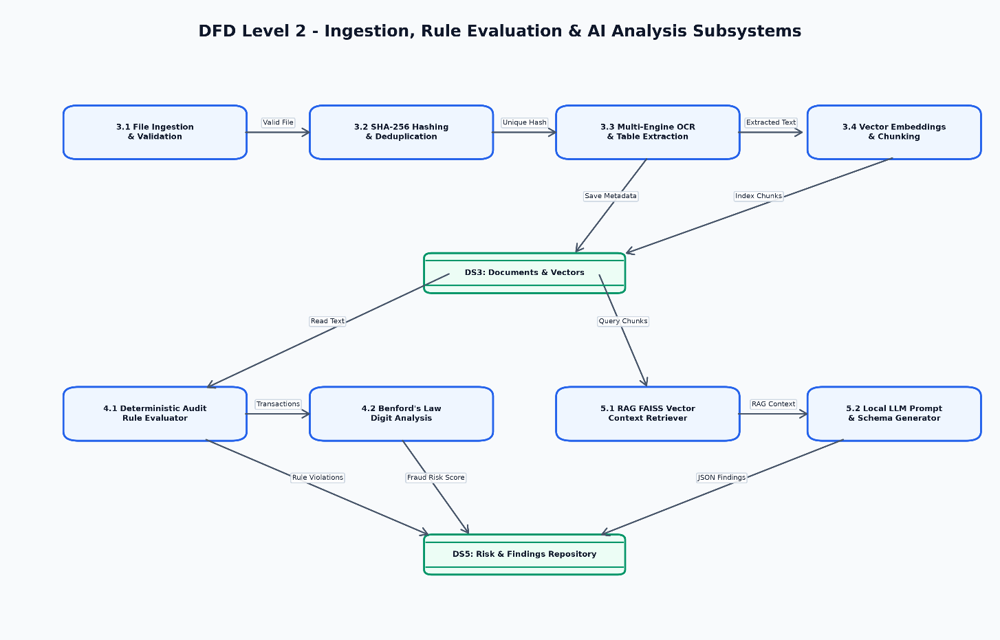 DFD Level 2 - Ingestion, Rule Evaluation & AI Analysis Subsystems
3.1 File Ingestion
& Validation
Valid File
3.2 SHA-256 Hashing
& Deduplication
Unique Hash
3.3 Multi-Engine OCR
& Table Extraction
Extracted Text
3.4 Vector Embeddings
& Chunking
Save Metadata
Index Chunks
DS3: Documents & Vectors
Read Text
Query Chunks
4.1 Deterministic Audit
Rule Evaluator
Transactions
4.2 Benford's Law
Digit Analysis
5.1 RAG FAISS Vector
Context Retriever
RAG Context
5.2 Local LLM Prompt
& Schema Generator
Rule Violations
Fraud Risk Score
JSON Findings
DS5: Risk & Findings Repository